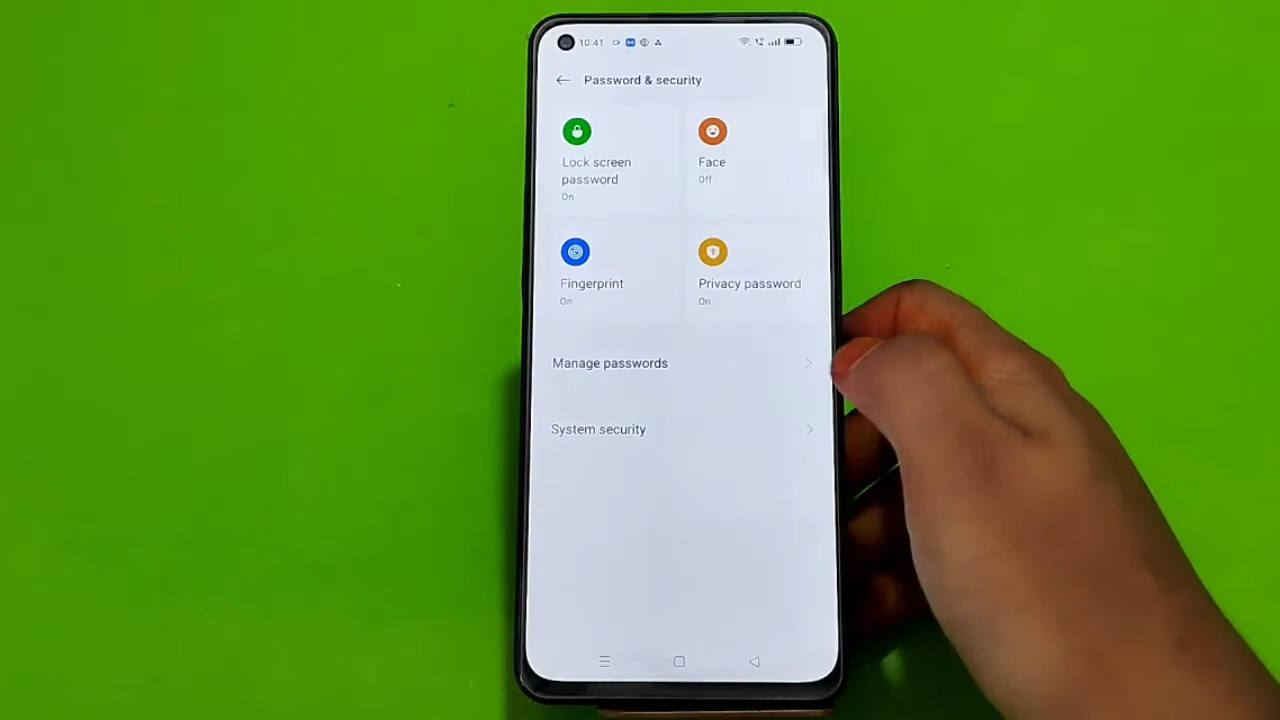 10:41
Password & security
Lock screen
password
On
Face
Off
Fingerprint
On
Privacy password
On
Manage passwords
System security